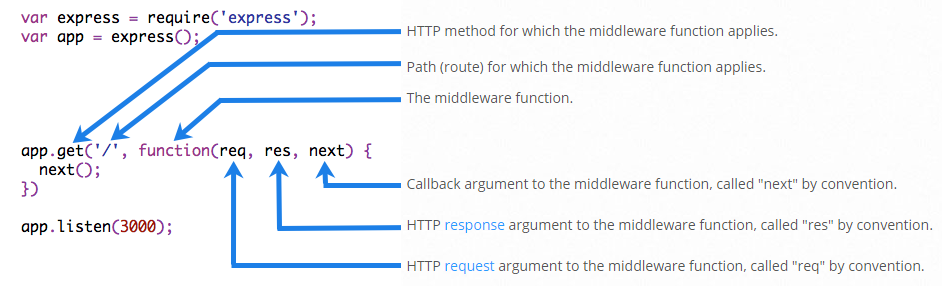 var express = require('express');
var app = express();
HTTP method for which the middleware function applies.
Path (route) for which the middleware function applies.
The middleware function.
app.get('/', function(req, res, next) {
  next();
})
Callback argument to the middleware function, called "next" by convention.
app.listen(3000);
HTTP response argument to the middleware function, called "res" by convention.
HTTP request argument to the middleware function, called "req" by convention.